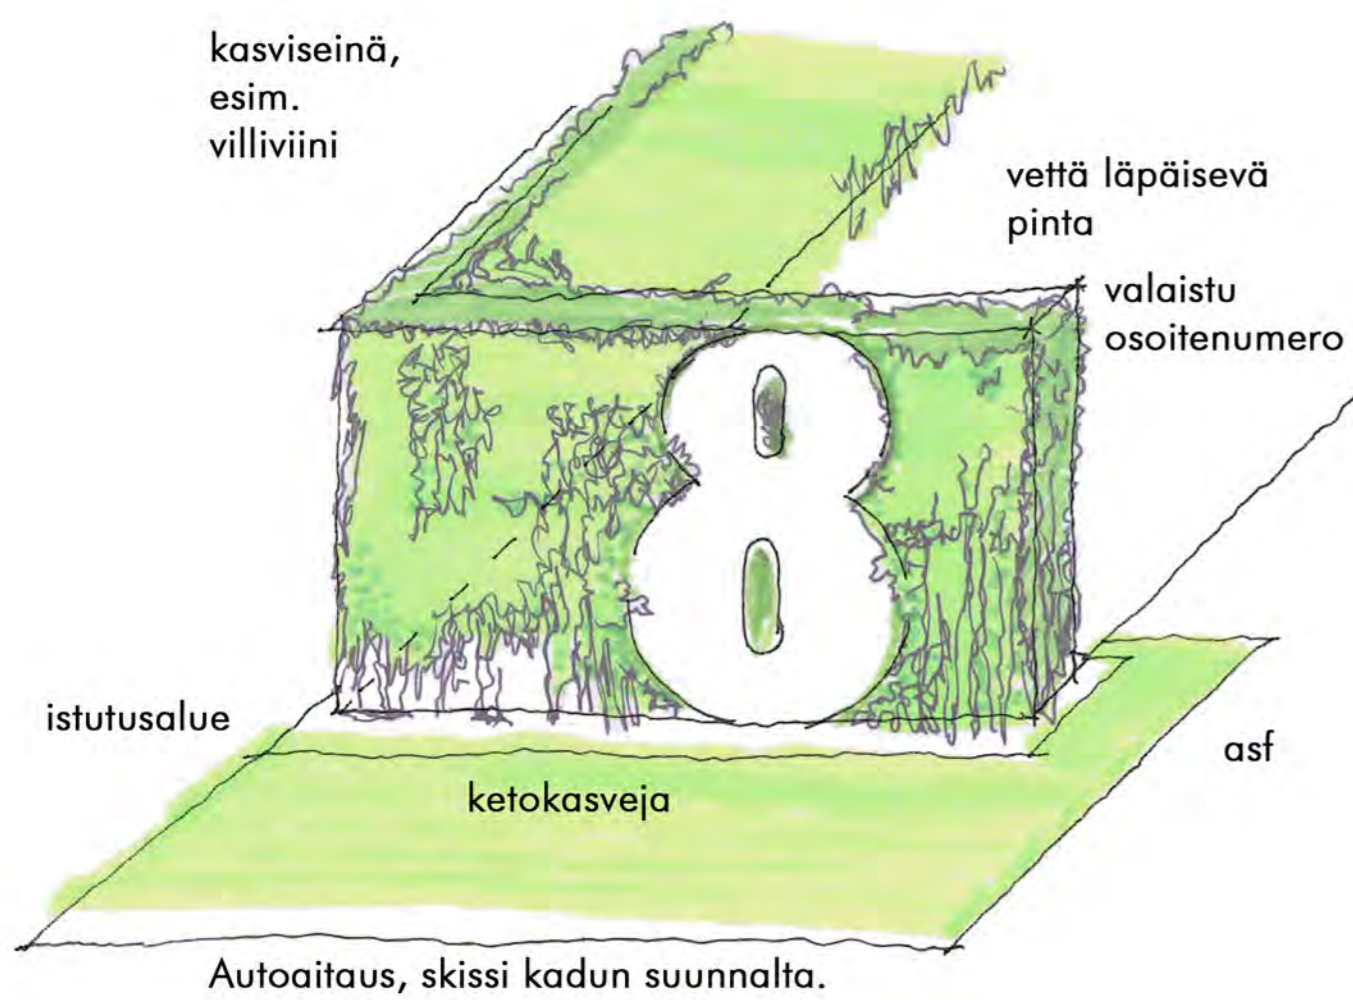 kasviseinä,
esim.
villiviini
vettä läpäisevä
pinta
valaistu
osoitenumero
8
istutusalue
asf
ketokasveja
Autoaitaus, skissi kadun suunnalta.